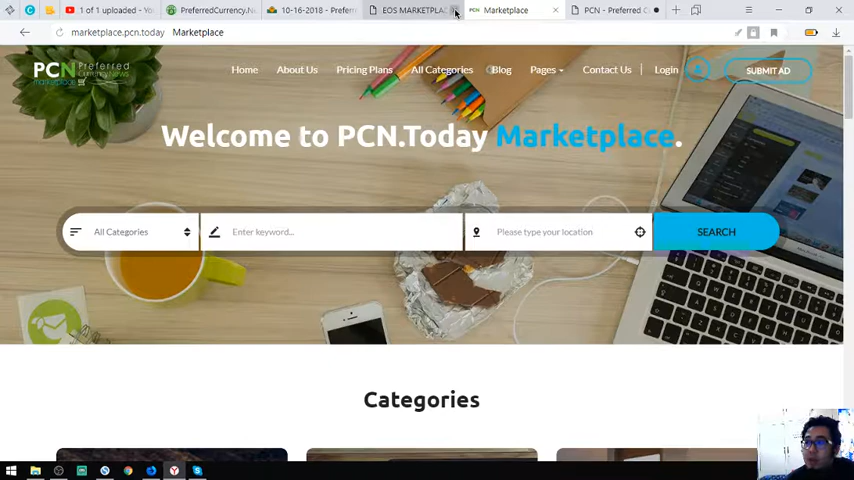 1 of 1 uploaded - Yo
PreferredCurrency.N
10-16-2018 - Preferr
EOS MARKETPLAC
PCN Marketplace
PCN - Preferred C
marketplace.pcn.today Marketplace
PCN Preferred
Currency News
marketplace
Home
About Us
Pricing Plans
All Categories
Blog
Pages
Contact Us
Login
SUBMIT AD
Welcome to PCN.Today Marketplace.
All Categories
Enter keyword...
Please type your location
SEARCH
Categories